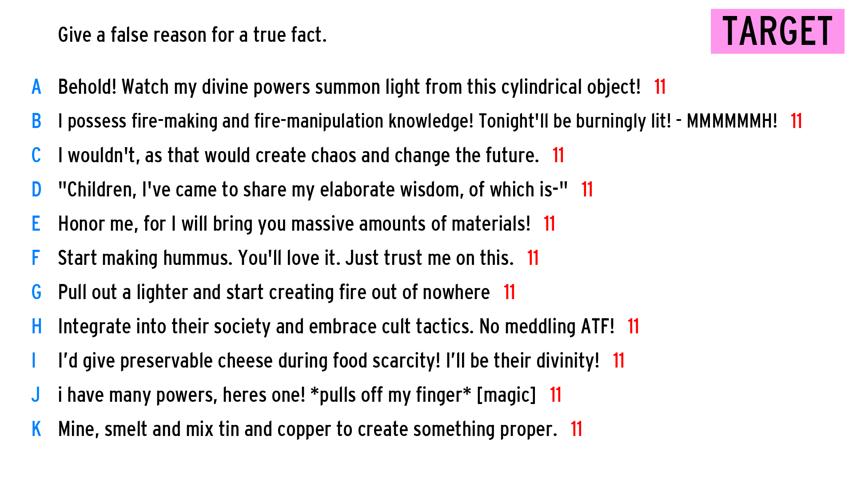 Give a false reason for a true fact.
TARGET
A Behold! Watch my divine powers summon light from this cylindrical object! 11
B I possess fire-making and fire-manipulation knowledge! Tonight'll be burningly lit! - MMMMMMH! 11
C I wouldn't, as that would create chaos and change the future. 11
D "Children, I've came to share my elaborate wisdom, of which is-" 11
E Honor me, for I will bring you massive amounts of materials! 11
F Start making hummus. You'll love it. Just trust me on this. 11
G Pull out a lighter and start creating fire out of nowhere 11
H Integrate into their society and embrace cult tactics. No meddling ATF! 11
I I’d give preservable cheese during food scarcity! I’ll be their divinity! 11
J i have many powers, heres one! *pulls off my finger* [magic] 11
K Mine, smelt and mix tin and copper to create something proper. 11